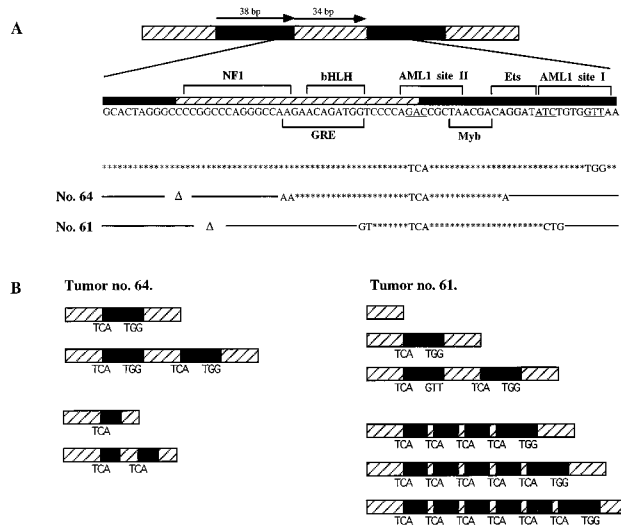 38 bp 34 bp
A
NF1 bHLH AML1 site II Ets AML1 site I
GCACTAGGGCCCCGGCCCAGGGCCAAGAACAGATGGTCCCCAGACCGCTAACGACAGGATATCTGTGGTTAA
GRE Myb
****************************************TCA********************TGG**
No. 64 Δ AA***************TCA*************A
No. 61 Δ GT*******TCA********************CTG
B Tumor no. 64. Tumor no. 61.
TCA TGG
TCA TGG TCA TGG
TCA
TCA TCA
TCA TGG
TCA GTT TCA TGG
TCA TCA TCA TCA TGG
TCA TCA TCA TCA TCA TGG
TCA TCA TCA TCA TCA TCA TGG